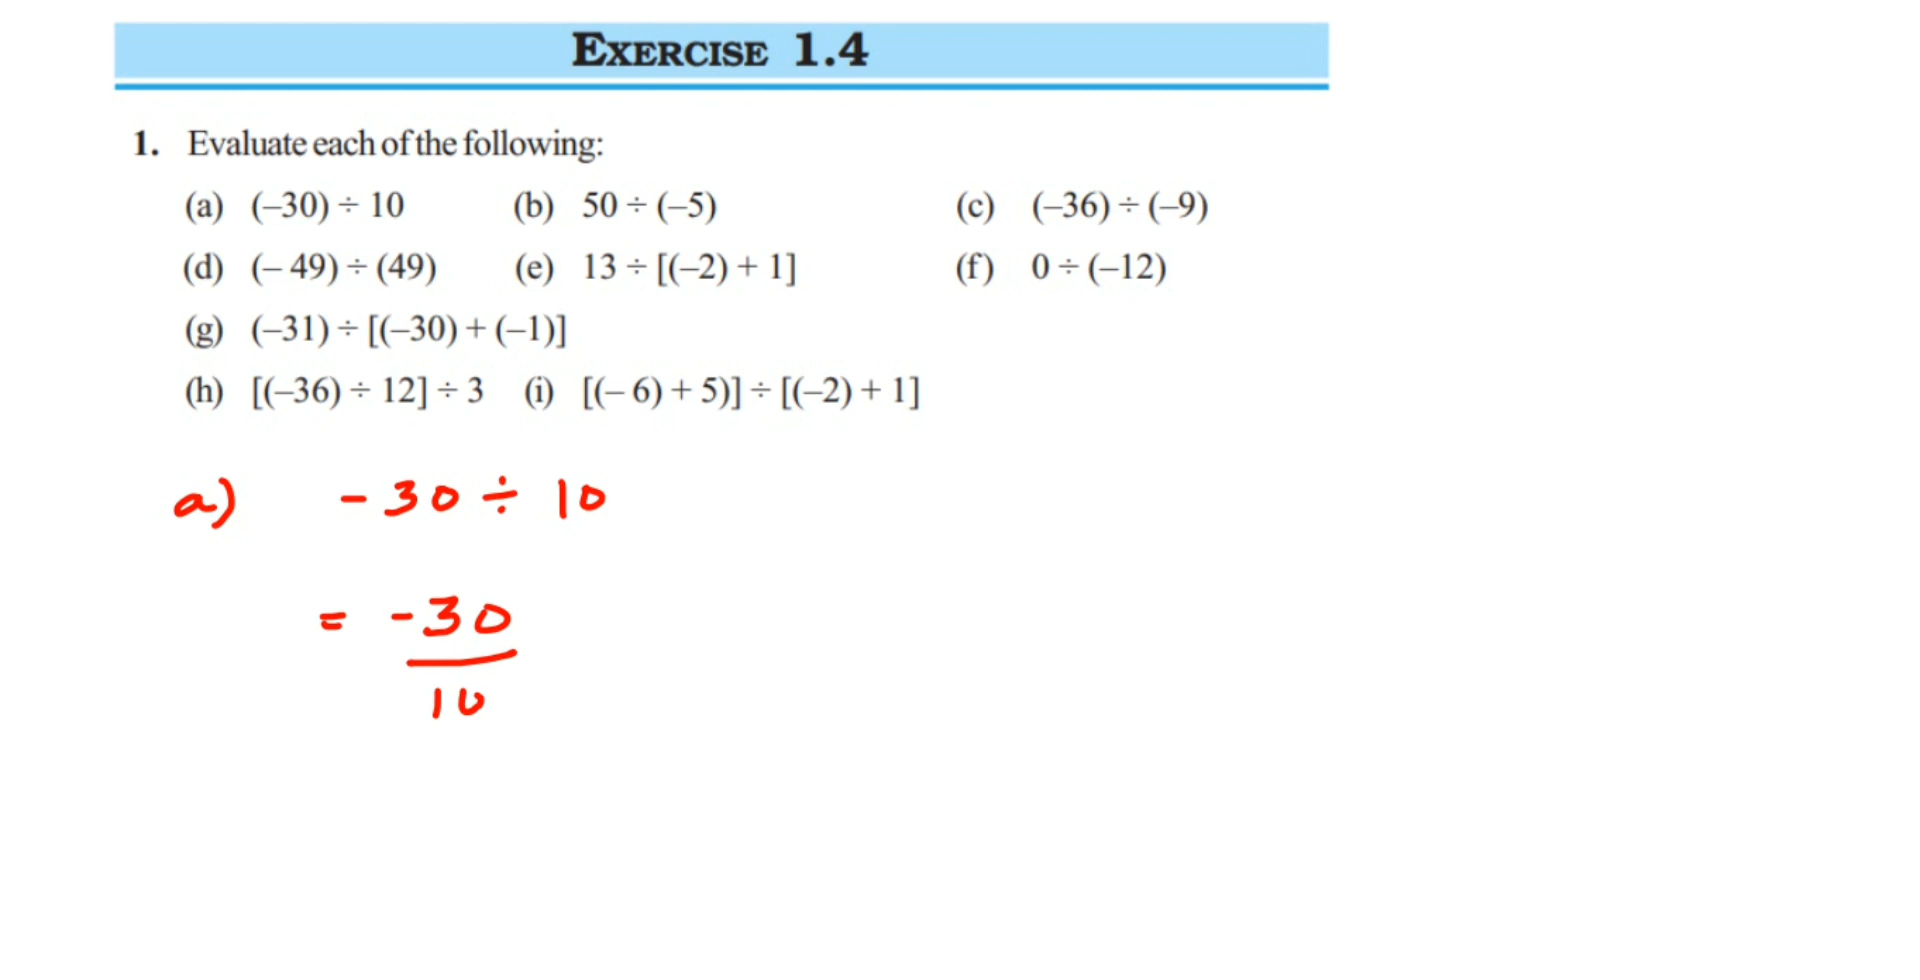 EXERCISE 1.4
1. Evaluate each of the following:
(a) (–30) ÷ 10 (b) 50 ÷ (–5) (c) (–36) ÷ (–9)
(d) (– 49) ÷ (49) (e) 13 ÷ [(–2) + 1] (f) 0 ÷ (–12)
(g) (–31) ÷ [(–30) + (–1)]
(h) [(–36) ÷ 12] ÷ 3 (i) [(– 6) + 5)] ÷ [(–2) + 1]
a) - 30 ÷ 10
= -30
10